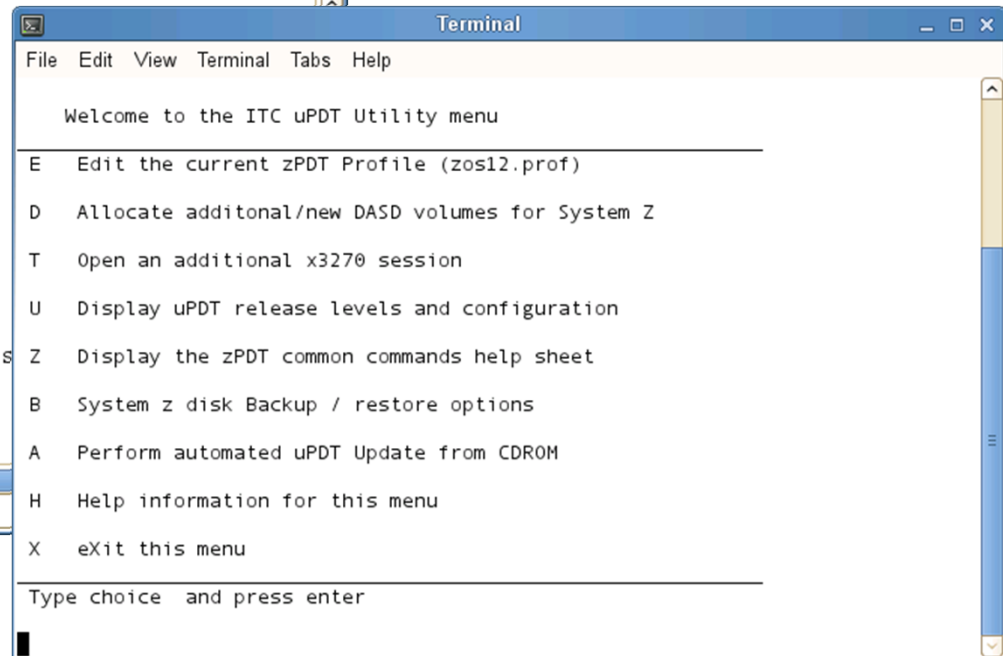 Terminal
File Edit View Terminal Tabs Help
Welcome to the ITC uPDT Utility menu
E Edit the current zPDT Profile (zos12.prof)
D Allocate additonal/new DASD volumes for System Z
T Open an additional x3270 session
U Display uPDT release levels and configuration
s
Z Display the zPDT common commands help sheet
B System z disk Backup / restore options
A Perform automated uPDT Update from CDROM
H Help information for this menu
X eXit this menu
Type choice and press enter